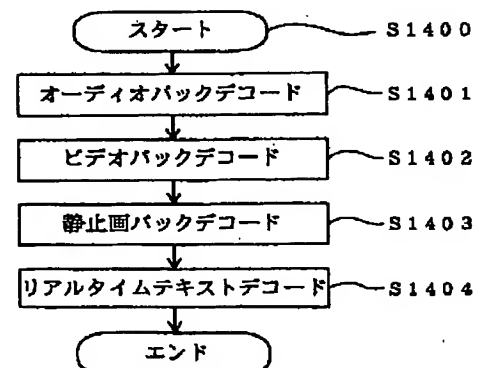 スタート S1400
オーディオパックデコード S1401
ビデオパックデコード S1402
静止画パックデコード S1403
リアルタイムテキストデコード S1404
エンド